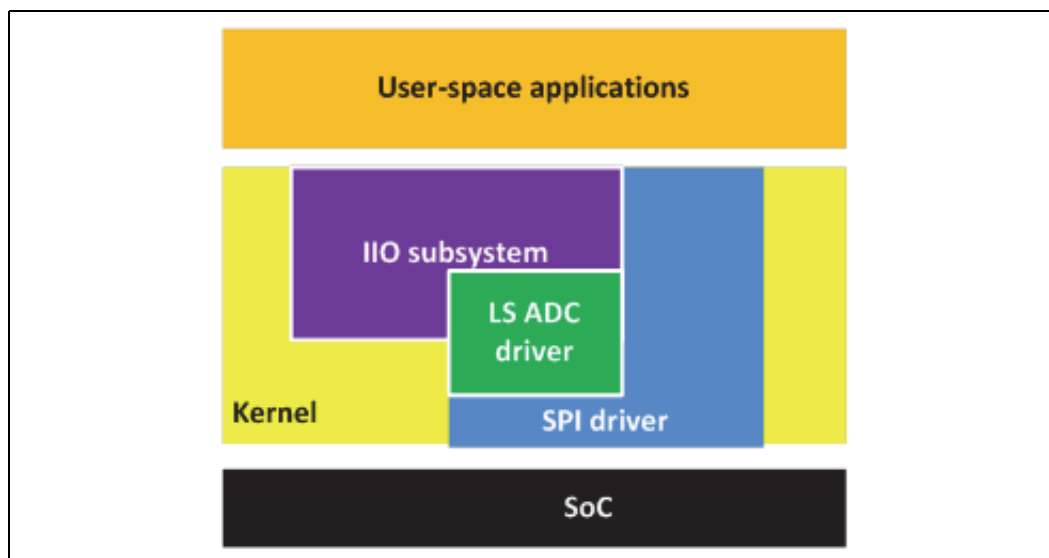 User-space applications
IIO subsystem
LS ADC
driver
Kernel
SPI driver
SoC